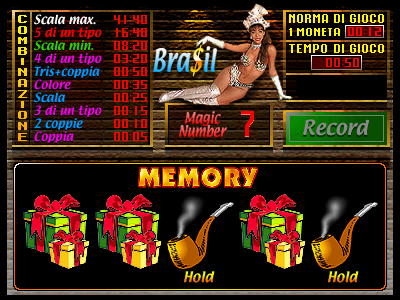 COMBINAZIONE
Scala max. 41:40
5 di un tipo 16:40
Scala min. 08:20
4 di un tipo 03:20
Tris+coppia 00:50
Colore 00:35
Scala 00:25
3 di un tipo 00:15
2 coppie 00:10
Coppia 00:05
Bra$il
NORMA DI GIOCO
1 MONETA 00:12
TEMPO DI GIOCO
00:50
Magic
Number 7
Record
MEMORY
Hold Hold